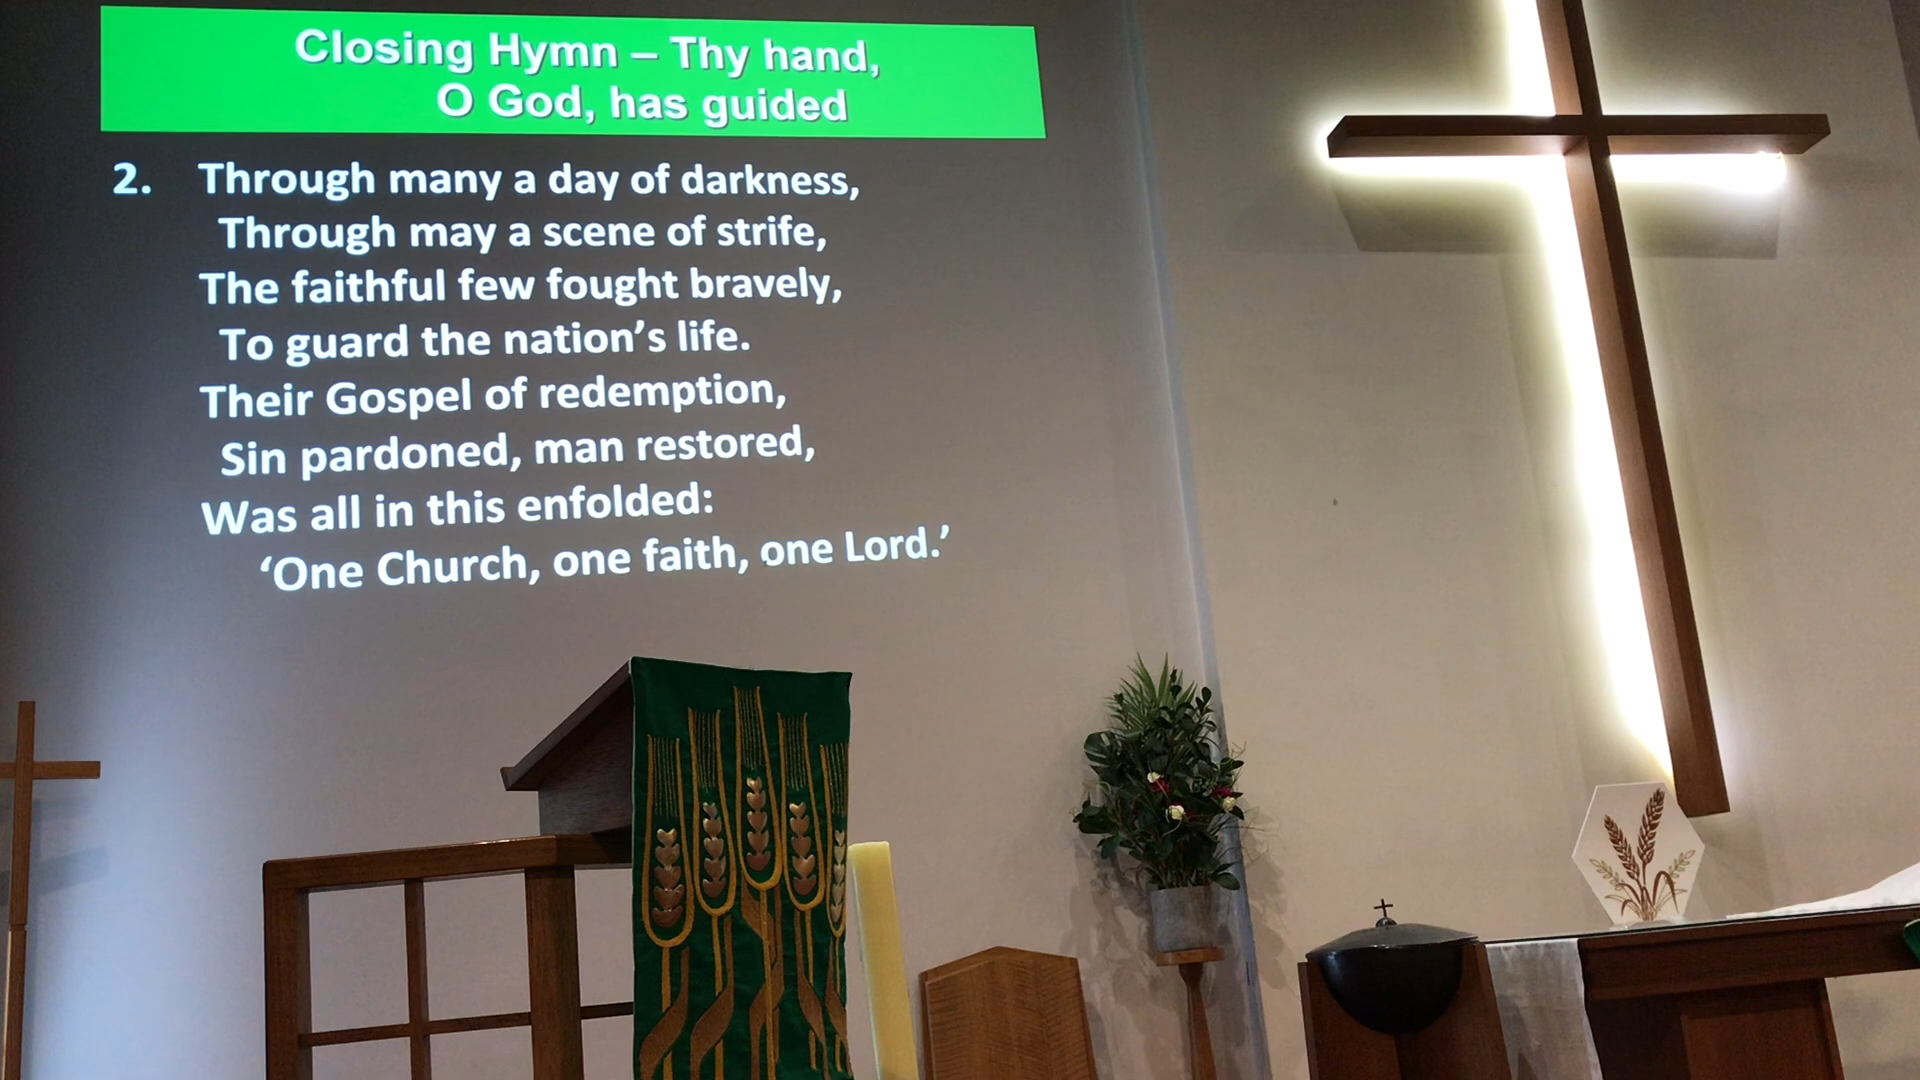 Closing Hymn – Thy hand,
O God, has guided
2. Through many a day of darkness,
Through may a scene of strife,
The faithful few fought bravely,
To guard the nation’s life.
Their Gospel of redemption,
Sin pardoned, man restored,
Was all in this enfolded:
‘One Church, one faith, one Lord.’